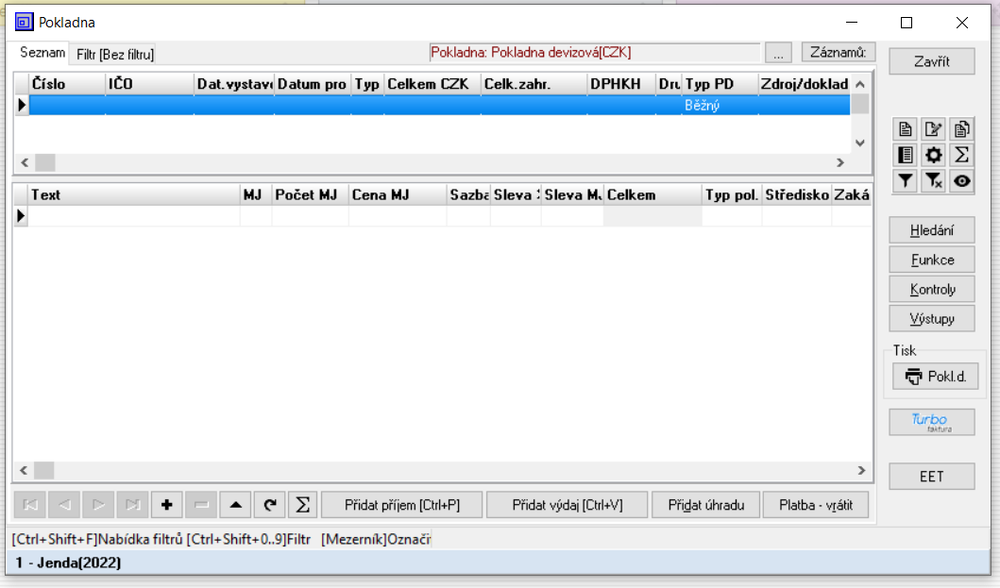 Pokladna
Seznam Filtr [Bez filtru] Pokladna: Pokladna devizová[CZK] ... Záznamů:
Zavřít
Číslo IČO Dat.vystav Datum pro Typ Celkem CZK Celk.zahr. DPHKH Dru Typ PD Zdroj/doklad
Běžný
Text MJ Počet MJ Cena MJ Sazba Sleva Sleva M. Celkem Typ pol. Středisko Zaká
Hledání
Funkce
Kontroly
Výstupy
Tisk
Pokl.d.
Turbo
faktura
EET
Přidat příjem [Ctrl+P] Přidat výdaj [Ctrl+V] Přidat úhradu Platba - vrátit
[Ctrl+Shift+F]Nabídka filtrů [Ctrl+Shift+0..9]Filtr [Mezerník]Označi
1 - Jenda(2022)